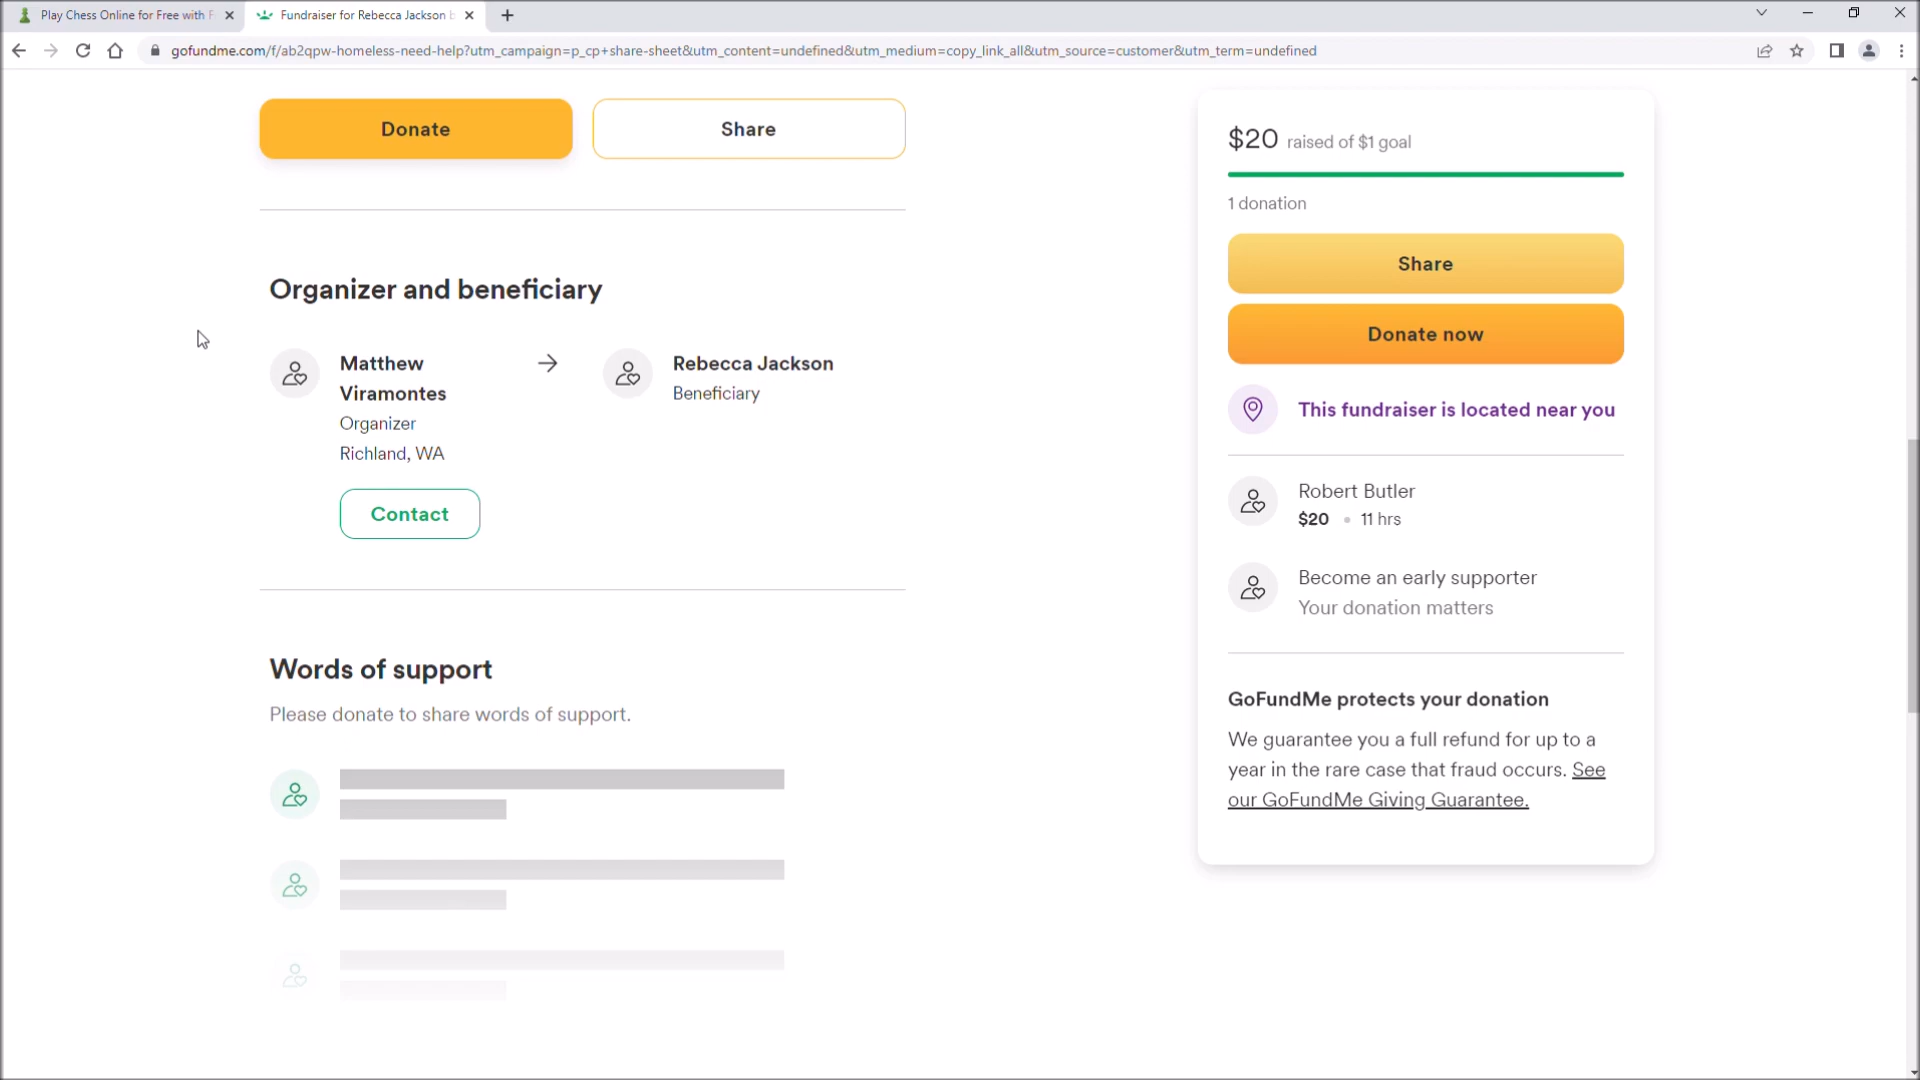 Play Chess Online for Free with F
Fundraiser for Rebecca Jackson b
gofundme.com/f/ab2qpw-homeless-need-help?utm_campaign=p_cp+share-sheet&utm_content=undefined&utm_medium=copy_link_all&utm_source=customer&utm_term=undefined
Donate
Share
Organizer and beneficiary
Matthew
Viramontes
Organizer
Richland, WA
Contact
Rebecca Jackson
Beneficiary
Words of support
Please donate to share words of support.
$20 raised of $1 goal
1 donation
Share
Donate now
This fundraiser is located near you
Robert Butler
$20 • 11 hrs
Become an early supporter
Your donation matters
GoFundMe protects your donation
We guarantee you a full refund for up to a
year in the rare case that fraud occurs. See
our GoFundMe Giving Guarantee.